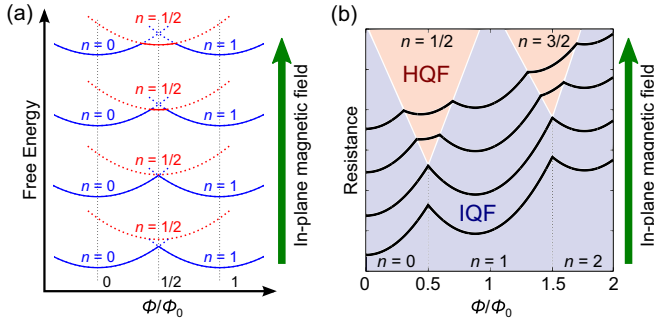 (a)
Free Energy
n = 1/2
n = 0
n = 1
n = 1/2
n = 0
n = 1
n = 1/2
n = 0
n = 1
n = 1/2
n = 0
n = 1
0
1/2
1
Φ/Φ0
In-plane magnetic field
(b)
Resistance
n = 1/2
n = 3/2
HQF
IQF
n = 0
n = 1
n = 2
0
0.5
1
1.5
2
Φ/Φ0
In-plane magnetic field